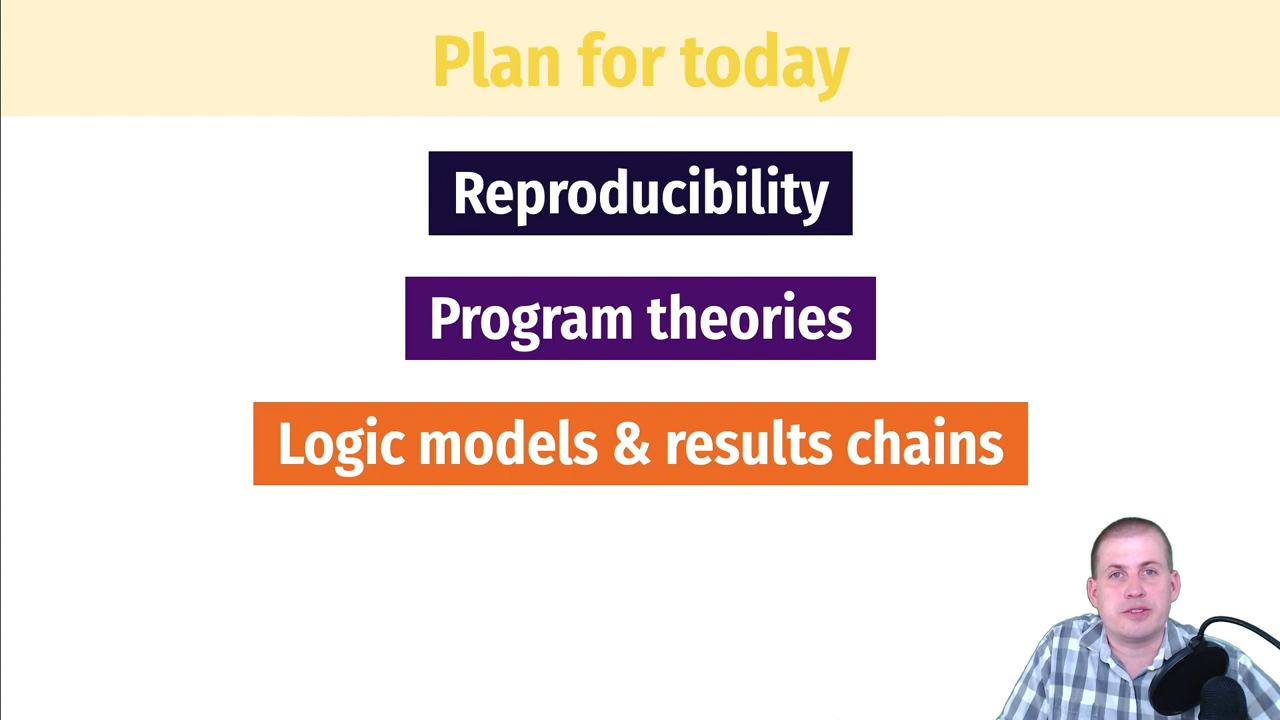 Plan for today
Reproducibility
Program theories
Logic models & results chains